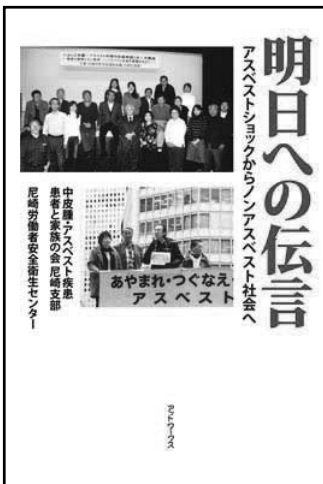 明日への伝言
アスベストショックからノンアスベスト社会へ
中皮腫・アスベスト疾患
患者と家族の会 尼崎支部
尼崎労働者安全衛生センター
あやまれ・つぐなえ
アスベスト
アットワークス